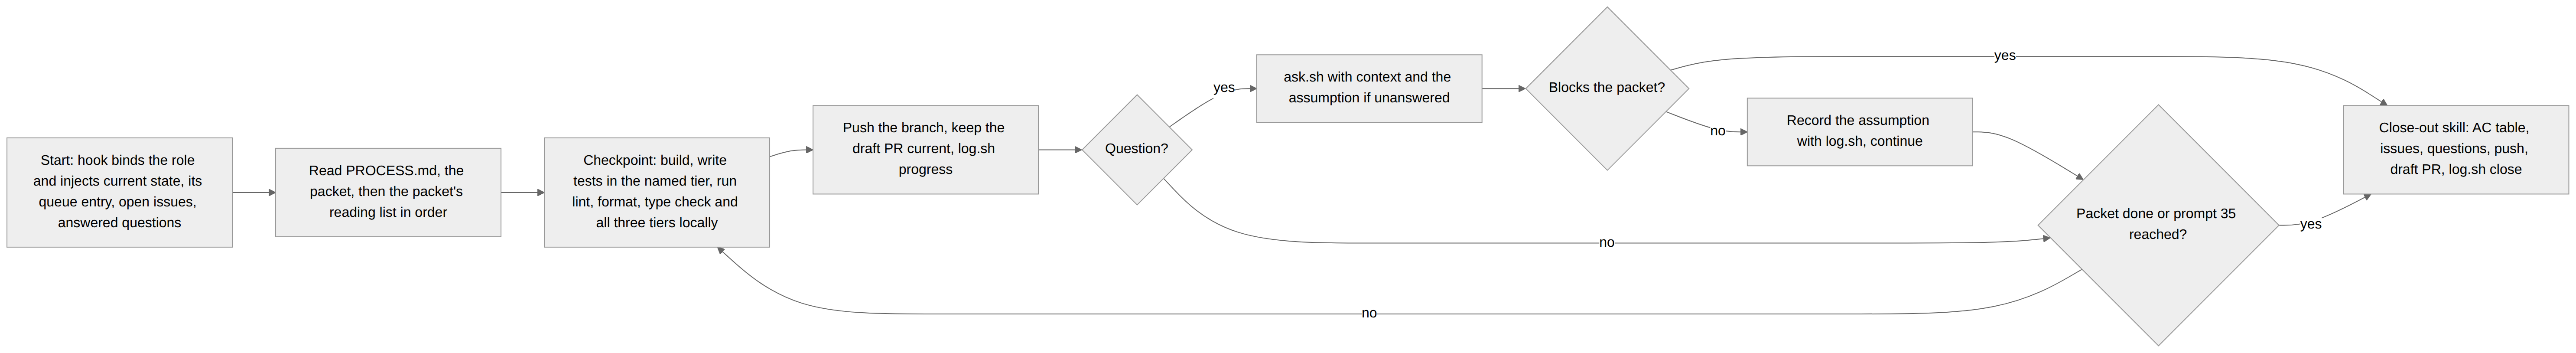 Start: hook binds the role
and injects current state, its
queue entry, open issues,
answered questions
Read PROCESS.md, the
packet, then the packet's
reading list in order
Checkpoint: build, write
tests in the named tier, run
lint, format, type check and
all three tiers locally
Push the branch, keep the
draft PR current, log.sh
progress
Question?
yes
ask.sh with context and the
assumption if unanswered
Blocks the packet?
yes
no
Record the assumption
with log.sh, continue
no
no
Packet done or prompt 35
reached?
yes
Close-out skill: AC table,
issues, questions, push,
draft PR, log.sh close